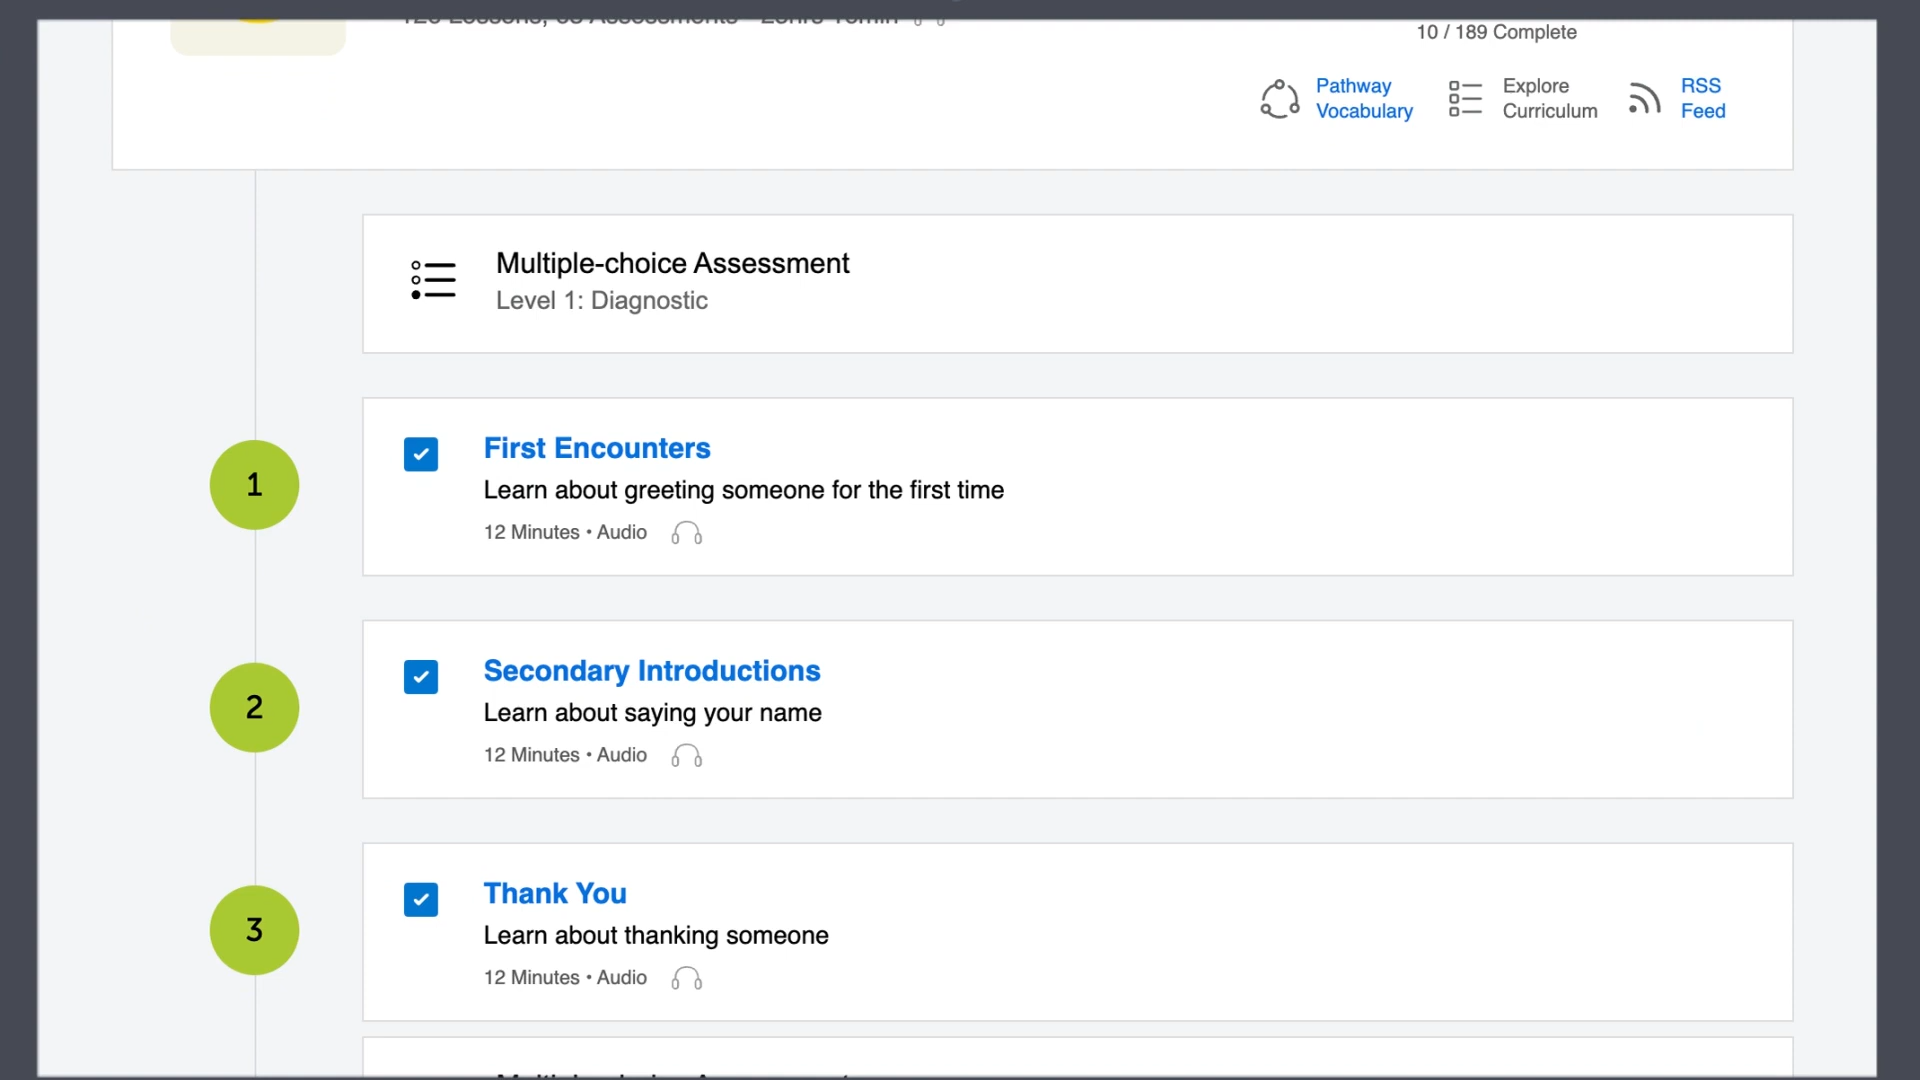 10 / 189 Complete
Pathway
Vocabulary
Explore
Curriculum
RSS
Feed
Multiple-choice Assessment
Level 1: Diagnostic
1
First Encounters
Learn about greeting someone for the first time
12 Minutes • Audio
2
Secondary Introductions
Learn about saying your name
12 Minutes • Audio
3
Thank You
Learn about thanking someone
12 Minutes • Audio